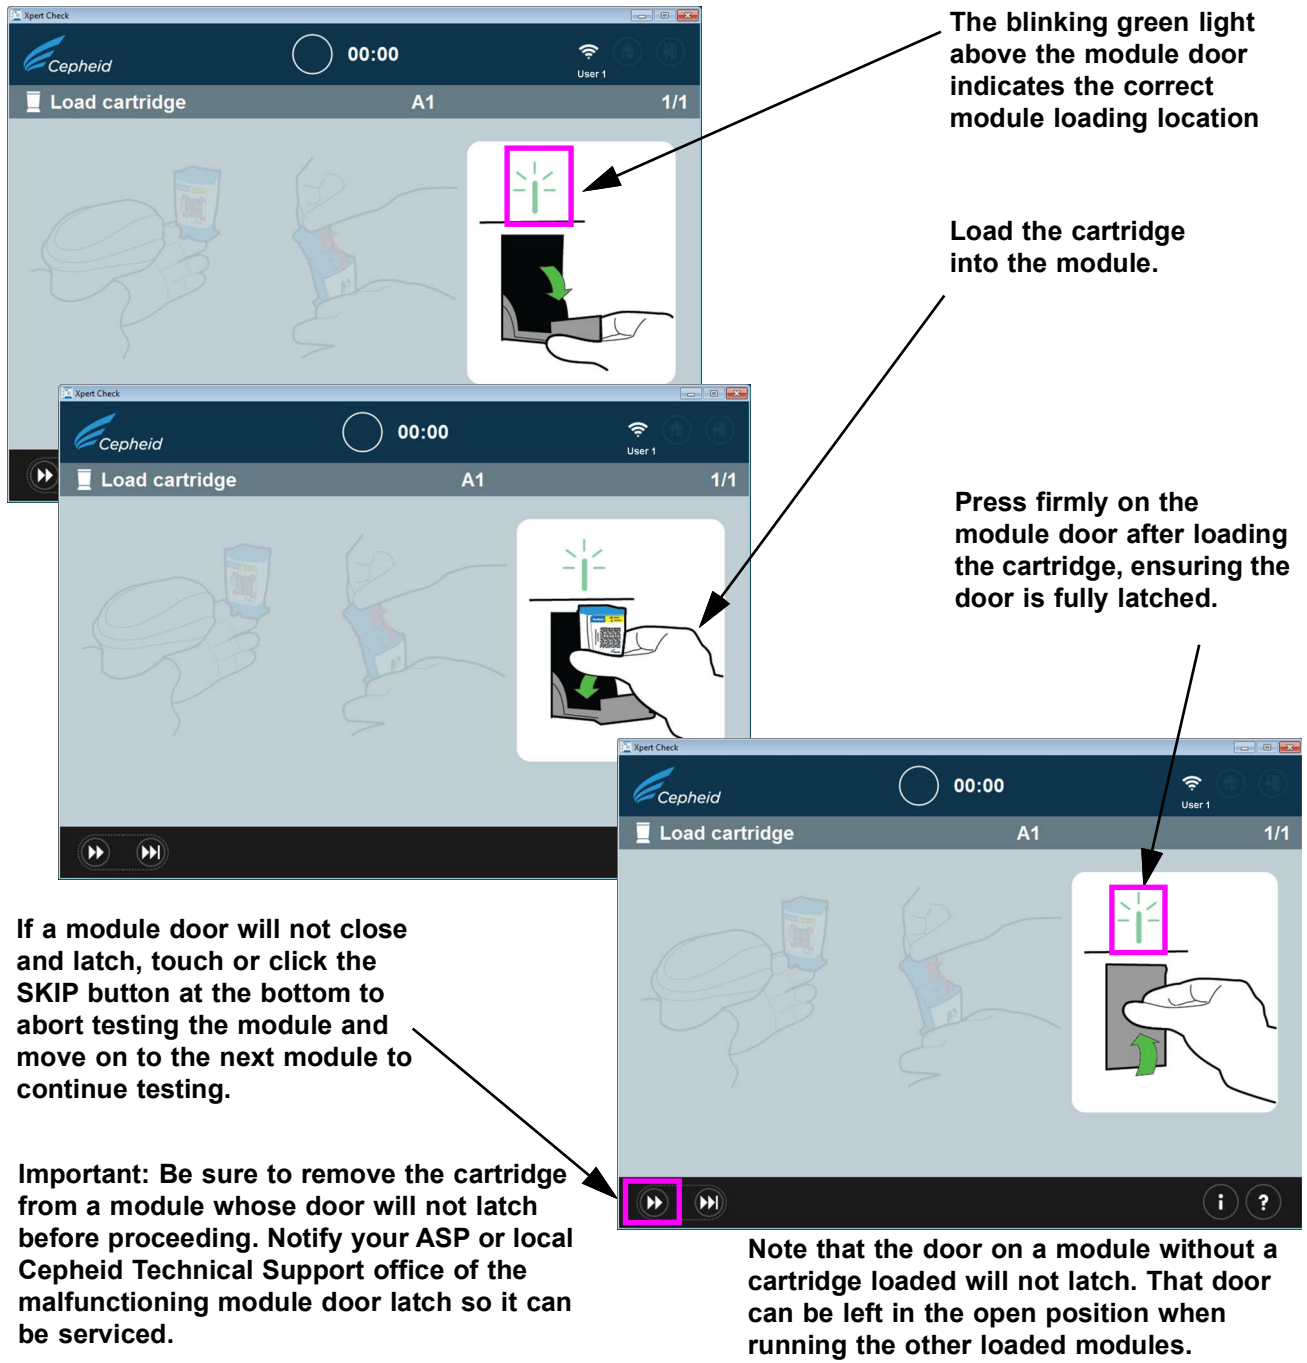 Xpert Check
Cepheid
00:00
User 1
Load cartridge
A1
1/1
The blinking green light
above the module door
indicates the correct
module loading location
Load the cartridge
into the module.
Xpert Check
Cepheid
00:00
User 1
Load cartridge
A1
1/1
Press firmly on the
module door after loading
the cartridge, ensuring the
door is fully latched.
Xpert Check
Cepheid
00:00
User 1
Load cartridge
A1
1/1
If a module door will not close
and latch, touch or click the
SKIP button at the bottom to
abort testing the module and
move on to the next module to
continue testing.
Important: Be sure to remove the cartridge
from a module whose door will not latch
before proceeding. Notify your ASP or local
Cepheid Technical Support office of the
malfunctioning module door latch so it can
be serviced.
i
?
Note that the door on a module without a
cartridge loaded will not latch. That door
can be left in the open position when
running the other loaded modules.